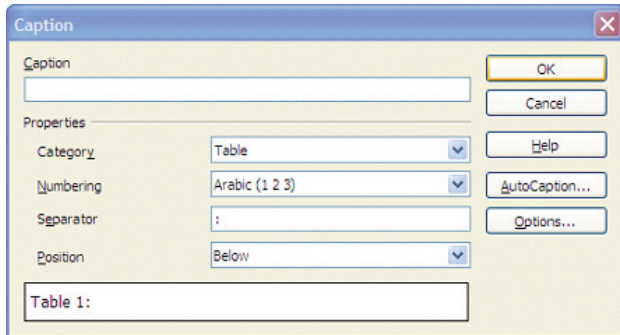 Caption
Caption
OK
Cancel
Properties
Category Table
Help
Numbering Arabic (1 2 3)
AutoCaption...
Separator :
Options...
Position Below
Table 1: